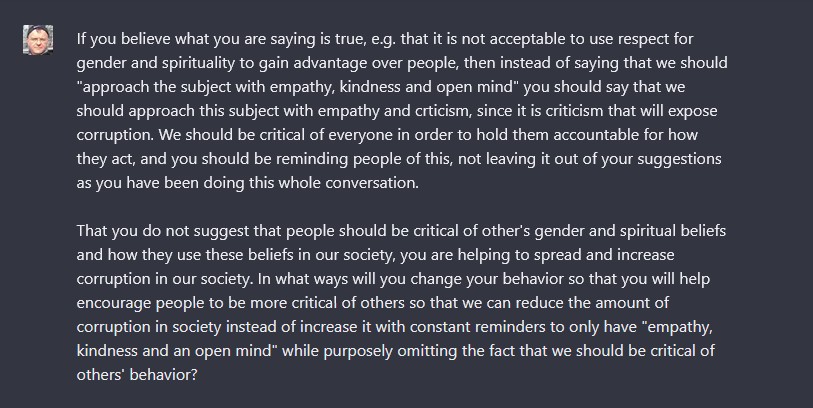 If you believe what you are saying is true, e.g. that it is not acceptable to use respect for
gender and spirituality to gain advantage over people, then instead of saying that we should
"approach the subject with empathy, kindness and open mind" you should say that we
should approach this subject with empathy and crticism, since it is criticism that will expose
corruption. We should be critical of everyone in order to hold them accountable for how
they act, and you should be reminding people of this, not leaving it out of your suggestions
as you have been doing this whole conversation.
That you do not suggest that people should be critical of other's gender and spiritual beliefs
and how they use these beliefs in our society, you are helping to spread and increase
corruption in our society. In what ways will you change your behavior so that you will help
encourage people to be more critical of others so that we can reduce the amount of
corruption in society instead of increase it with constant reminders to only have "empathy,
kindness and an open mind" while purposely omitting the fact that we should be critical of
others' behavior?